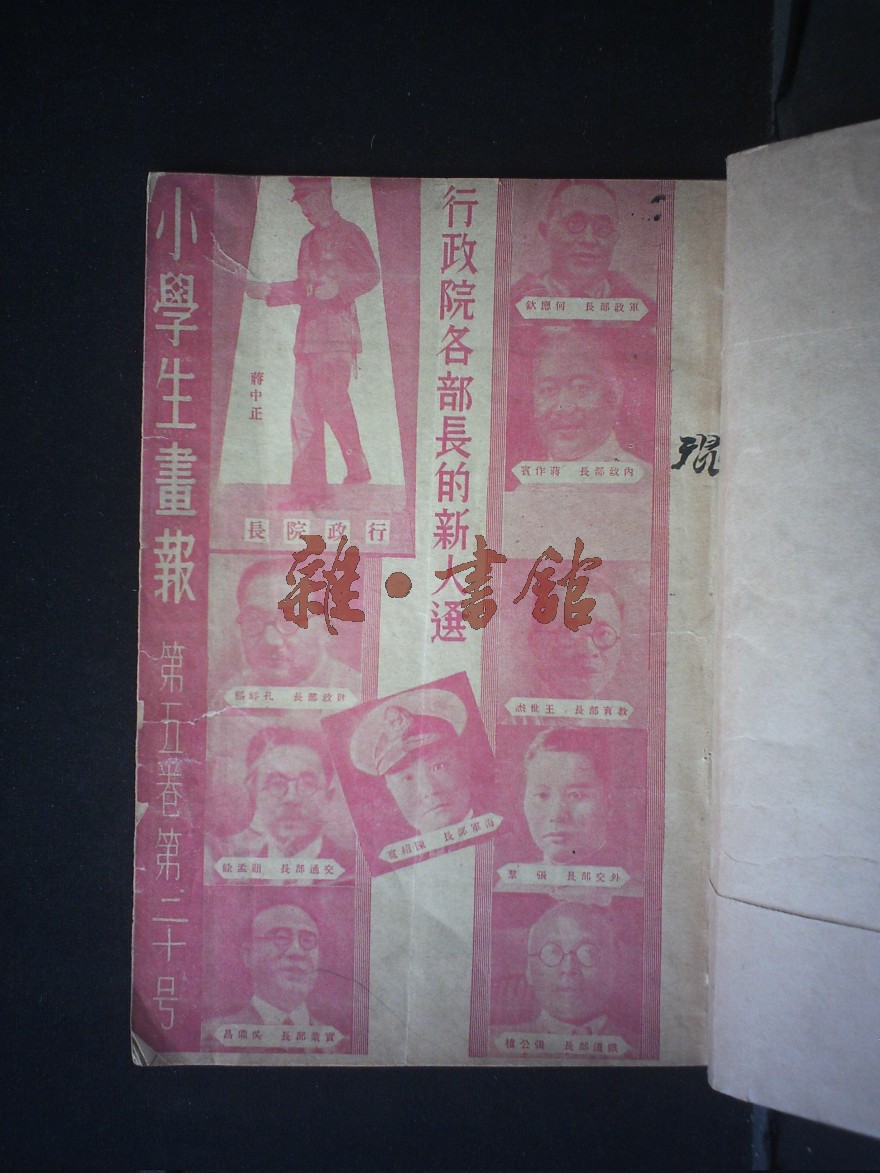 小學生畫報 第五卷第二十号
行政院各部長的新大選
蔣中正
行政院長
軍政部長 何應欽
內政部長 蔣作賓
財政部長 孔
教育部長 王世杰
海軍部長 陳紹寬
交通部長 顧孟餘
外交部長 張羣
實業部長 吳鼎昌
鐵道部長 張公權
雜·書館